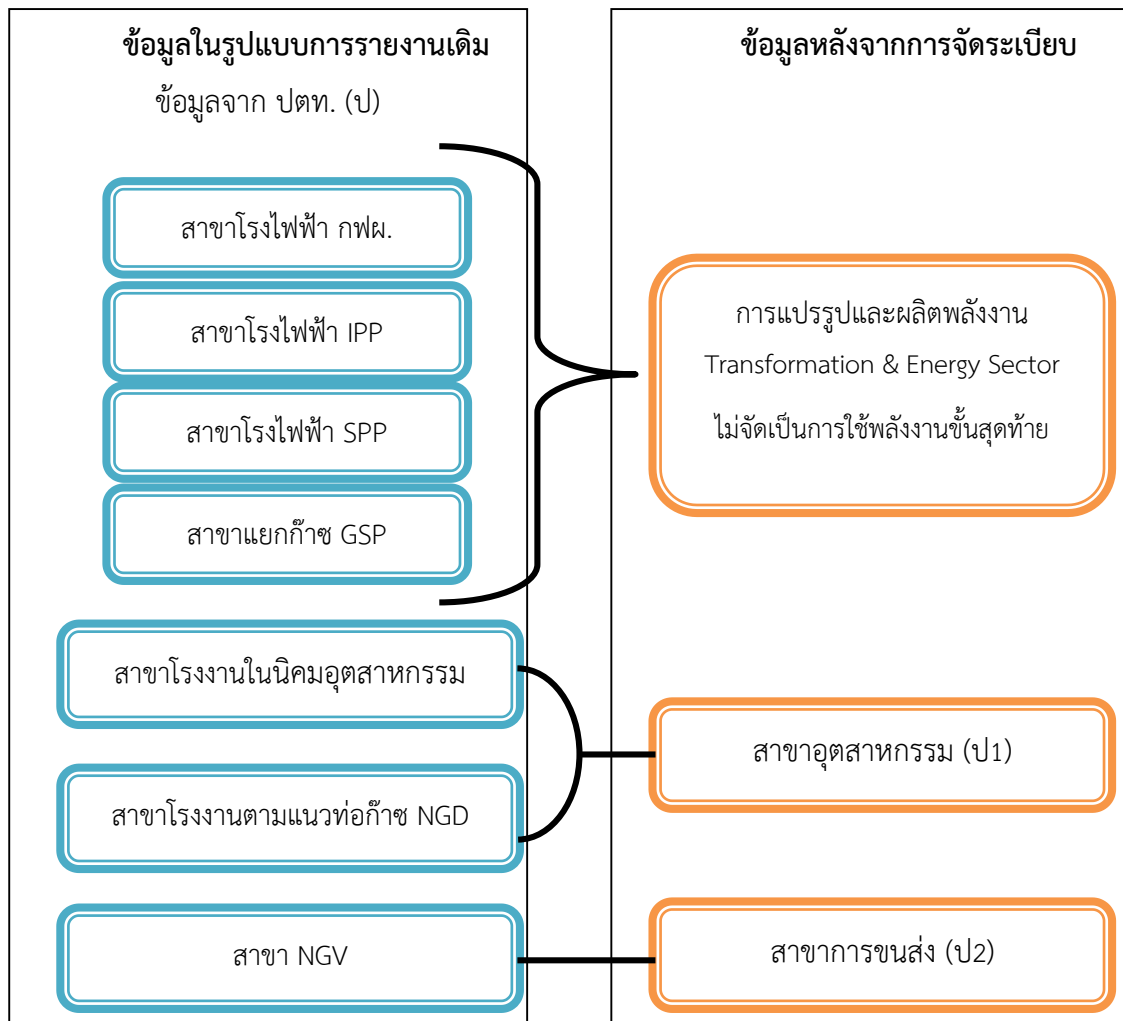 ข้อมูลในรูปแบบการรายงานเดิม
ข้อมูลจาก ปตท. (ป)
สาขาโรงไฟฟ้า กฟผ.
สาขาโรงไฟฟ้า IPP
สาขาโรงไฟฟ้า SPP
สาขาแยกก๊าซ GSP
สาขาโรงงานในนิคมอุตสาหกรรม
สาขาโรงงานตามแนวท่อก๊าซ NGD
สาขา NGV
ข้อมูลหลังจากการจัดระเบียบ
การแปรรูปและผลิตพลังงาน
Transformation & Energy Sector
ไม่จัดเป็นการใช้พลังงานขั้นสุดท้าย
สาขาอุตสาหกรรม (ป1)
สาขาการขนส่ง (ป2)